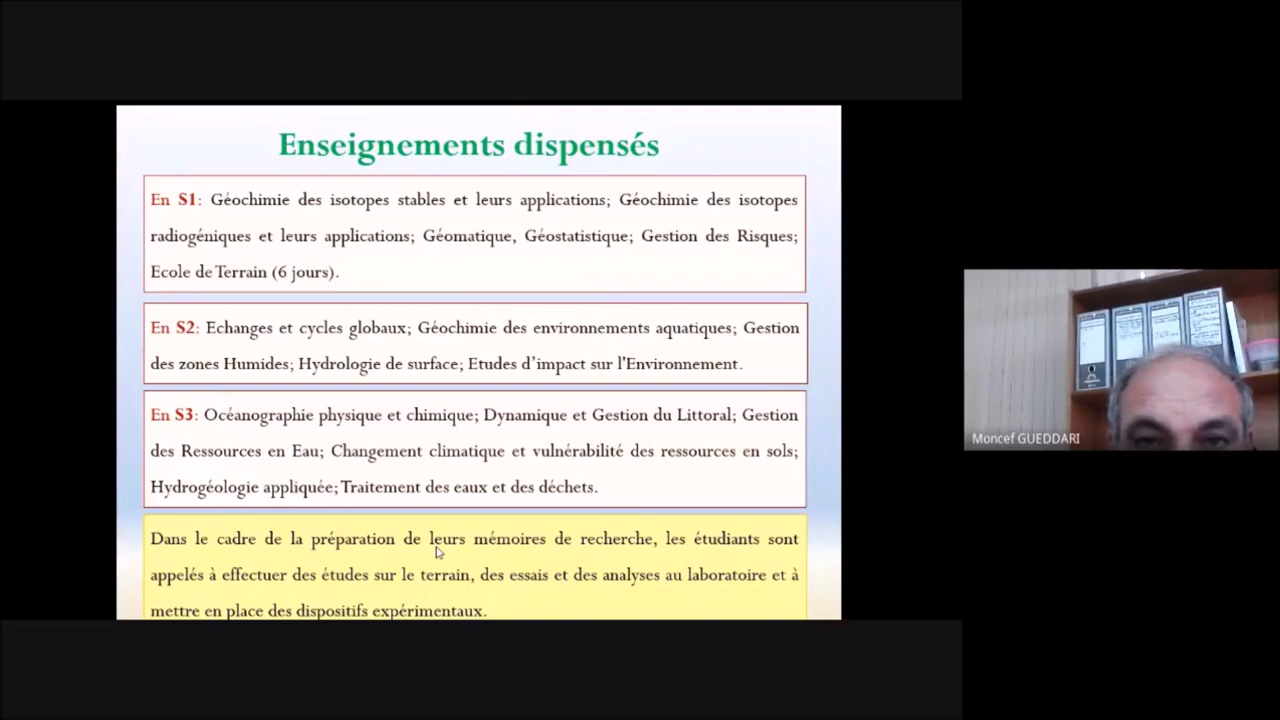 Enseignements dispensés
En S1: Géochimie des isotopes stables et leurs applications; Géochimie des isotopes
radiogéniques et leurs applications; Géomatique, Géostatistique; Gestion des Risques;
Ecole de Terrain (6 jours).
En S2: Echanges et cycles globaux; Géochimie des environnements aquatiques; Gestion
des zones Humides; Hydrologie de surface; Etudes d’impact sur l'Environnement.
En S3: Océanographie physique et chimique; Dynamique et Gestion du Littoral; Gestion
des Ressources en Eau; Changement climatique et vulnérabilité des ressources en sols;
Hydrogéologie appliquée; Traitement des eaux et des déchets.
Dans le cadre de la préparation de leurs mémoires de recherche, les étudiants sont
appelés à effectuer des études sur le terrain, des essais et des analyses au laboratoire et à
mettre en place des dispositifs expérimentaux.
Moncef GUEDDARI